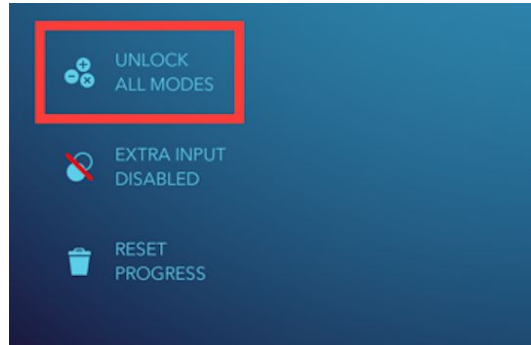 UNLOCK
ALL MODES
EXTRA INPUT
DISABLED
RESET
PROGRESS